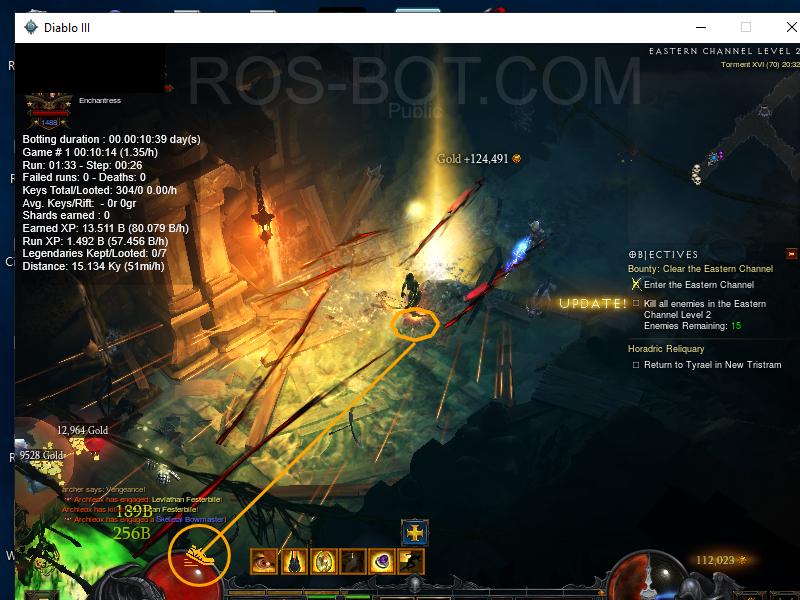 Diablo III
EASTERN CHANNEL LEVEL 2
Torment XVI (70) 20:32
ROS-BOT.COM
Public
Enchantress
1488
Botting duration : 00.00:10:39 day(s)
Game # 1 00:10:14 (1.35/h)
Run: 01:33 - Step: 00:26
Failed runs: 0 - Deaths: 0
Keys Total/Looted: 304/0 0.00/h
Avg. Keys/Rift:  - 0r 0gr
Shards earned : 0
Earned XP: 13.511 B (80.079 B/h)
Run XP: 1.492 B (57.456 B/h)
Legendaries Kept/Looted: 0/7
Distance: 15.134 Ky (51mi/h)
Gold +124,491
OBJECTIVES
Bounty: Clear the Eastern Channel
Enter the Eastern Channel
UPDATE!
Kill all enemies in the Eastern
Channel Level 2
Enemies Remaining: 15
Horadric Reliquary
Return to Tyrael in New Tristram
12,964 Gold
9528 Gold
archer says: Vengeance!
Archleox has engaged: Leviathan Festerbile!
Archleox has engaged a Skeletal Bowmaster!
189B
256B
112,023